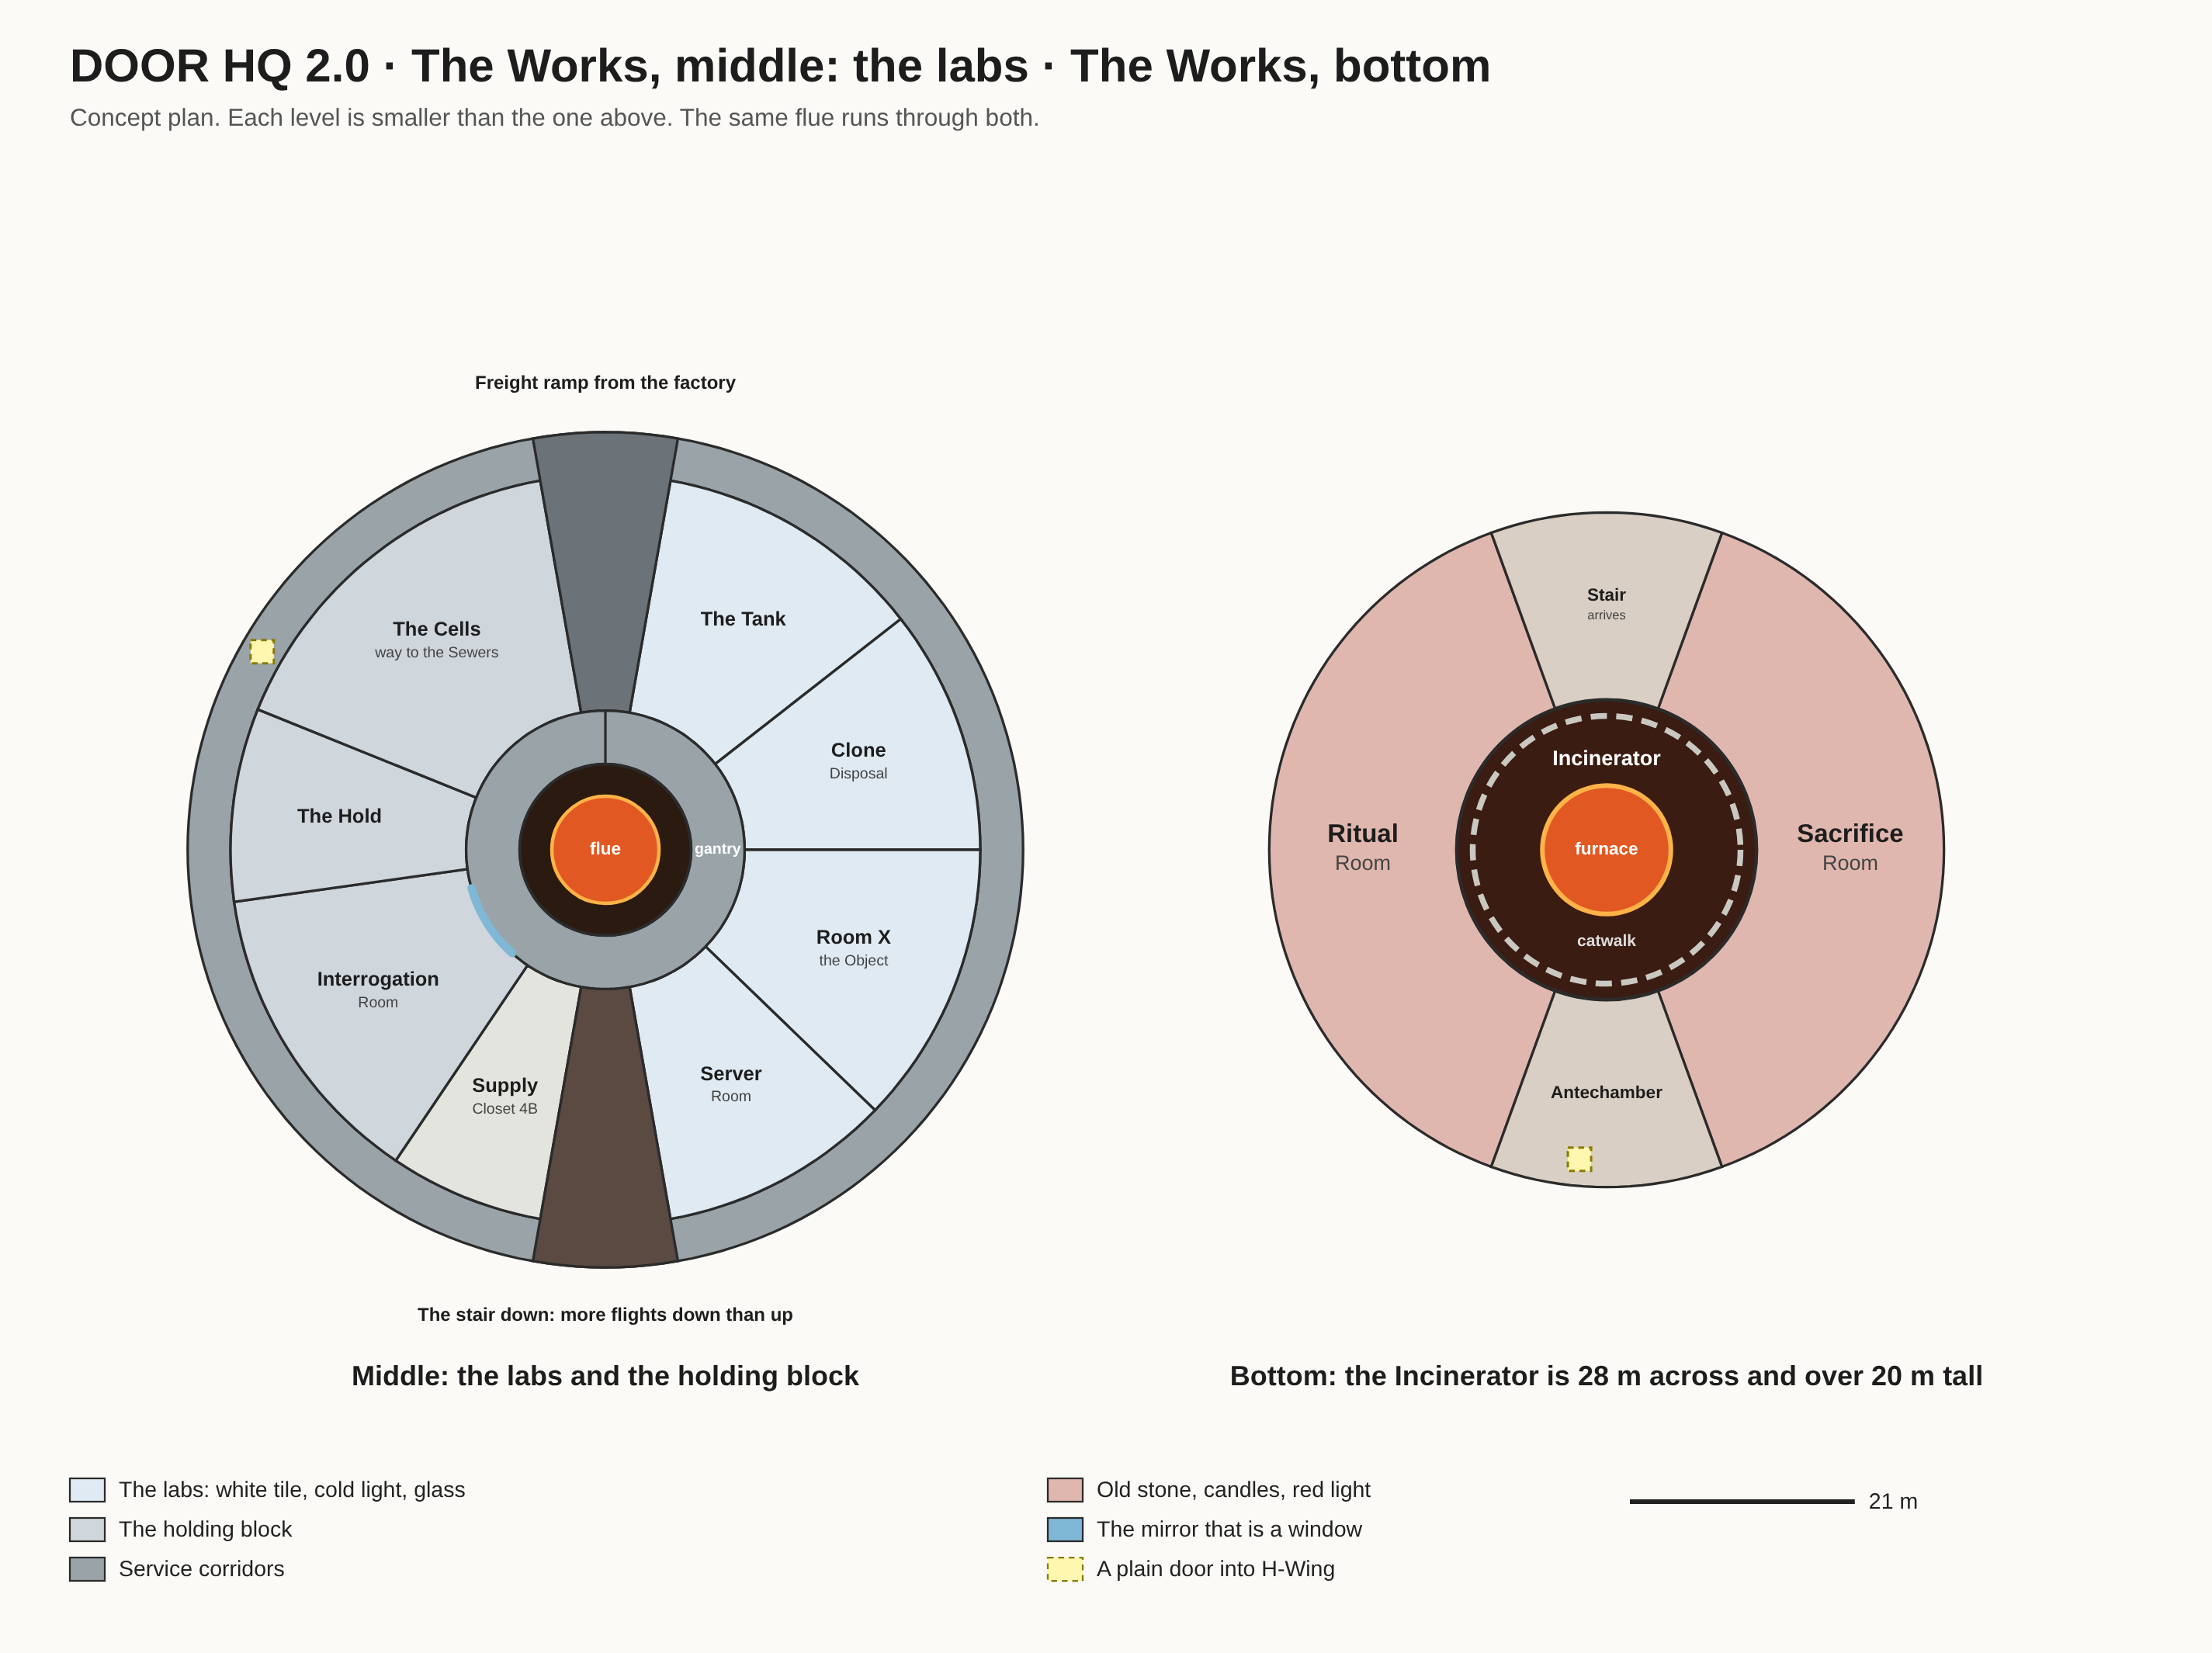 DOOR HQ 2.0 · The Works, middle: the labs · The Works, bottom
Concept plan. Each level is smaller than the one above. The same flue runs through both.
Freight ramp from the factory
The Cells
way to the Sewers
The Tank
The Hold
Clone
Disposal
flue
gantry
Interrogation
Room
Room X
the Object
Supply
Closet 4B
Server
Room
The stair down: more flights down than up
Middle: the labs and the holding block
Stair
arrives
Incinerator
Ritual
Room
furnace
Sacrifice
Room
catwalk
Antechamber
Bottom: the Incinerator is 28 m across and over 20 m tall
The labs: white tile, cold light, glass
The holding block
Service corridors
Old stone, candles, red light
The mirror that is a window
A plain door into H-Wing
21 m